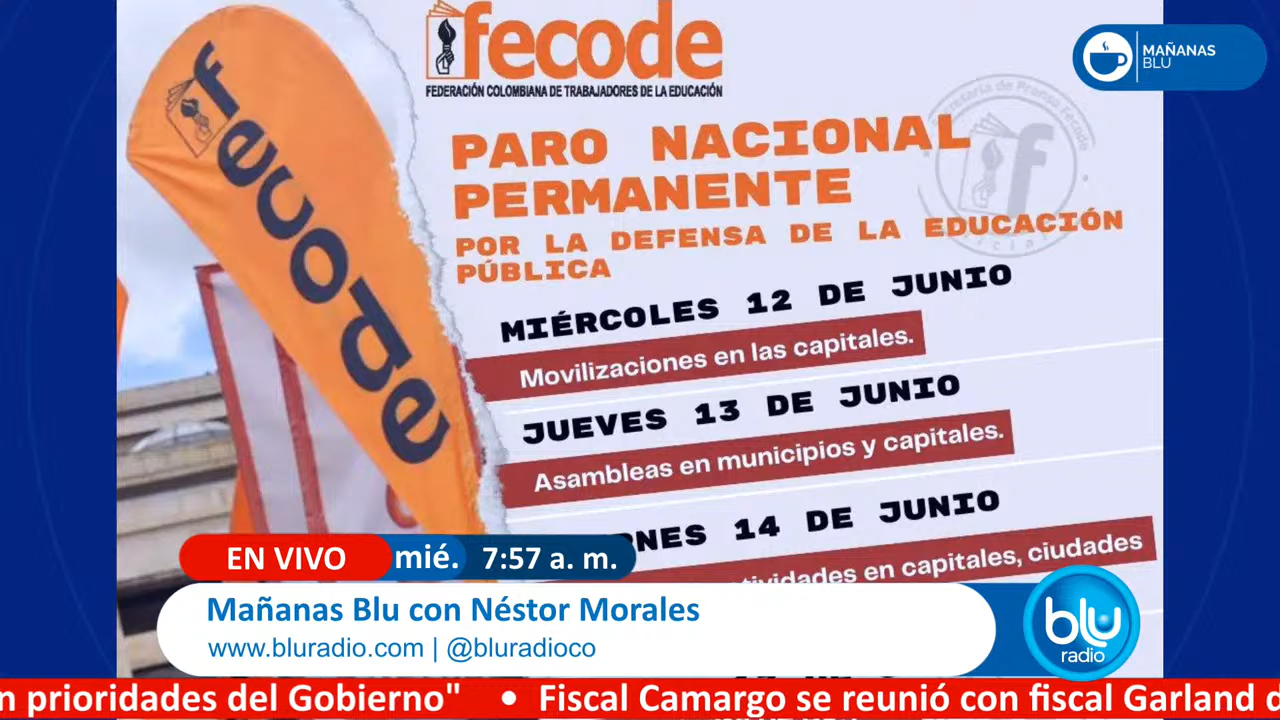 fecode
FEDERACIÓN COLOMBIANA DE TRABAJADORES DE LA EDUCACIÓN
MAÑANAS
BLU
fecode
PARO NACIONAL
PERMANENTE
POR LA DEFENSA DE LA EDUCACIÓN
PÚBLICA
MIÉRCOLES 12 DE JUNIO
Movilizaciones en las capitales.
JUEVES 13 DE JUNIO
Asambleas en municipios y capitales.
14 DE JUNIO
en capitales, ciudades
EN VIVO mié. 7:57 a. m.
Mañanas Blu con Néstor Morales
www.bluradio.com | @bluradioco
blu
radio
prioridades del Gobierno" • Fiscal Camargo se reunió con fiscal Garland